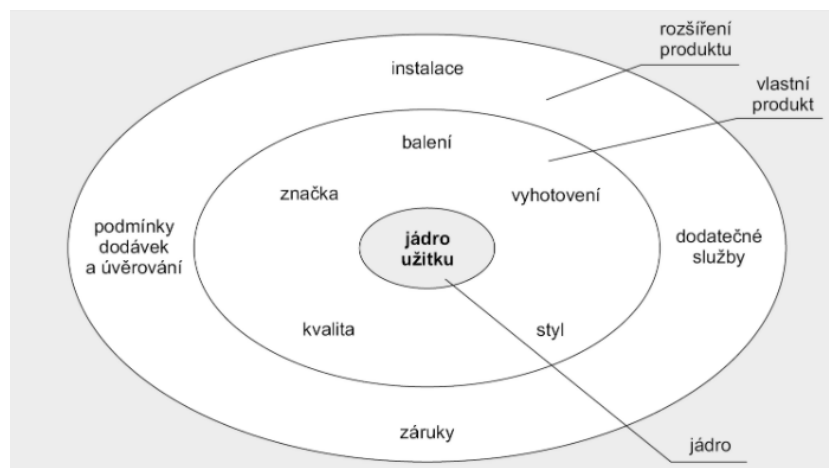 rozšíření
produktu
instalace
vlastní
produkt
balení
značka
vyhotovení
podmínky
dodávek
a úvěrování
jádro
užitku
dodatečné
služby
kvalita
styl
záruky
jádro